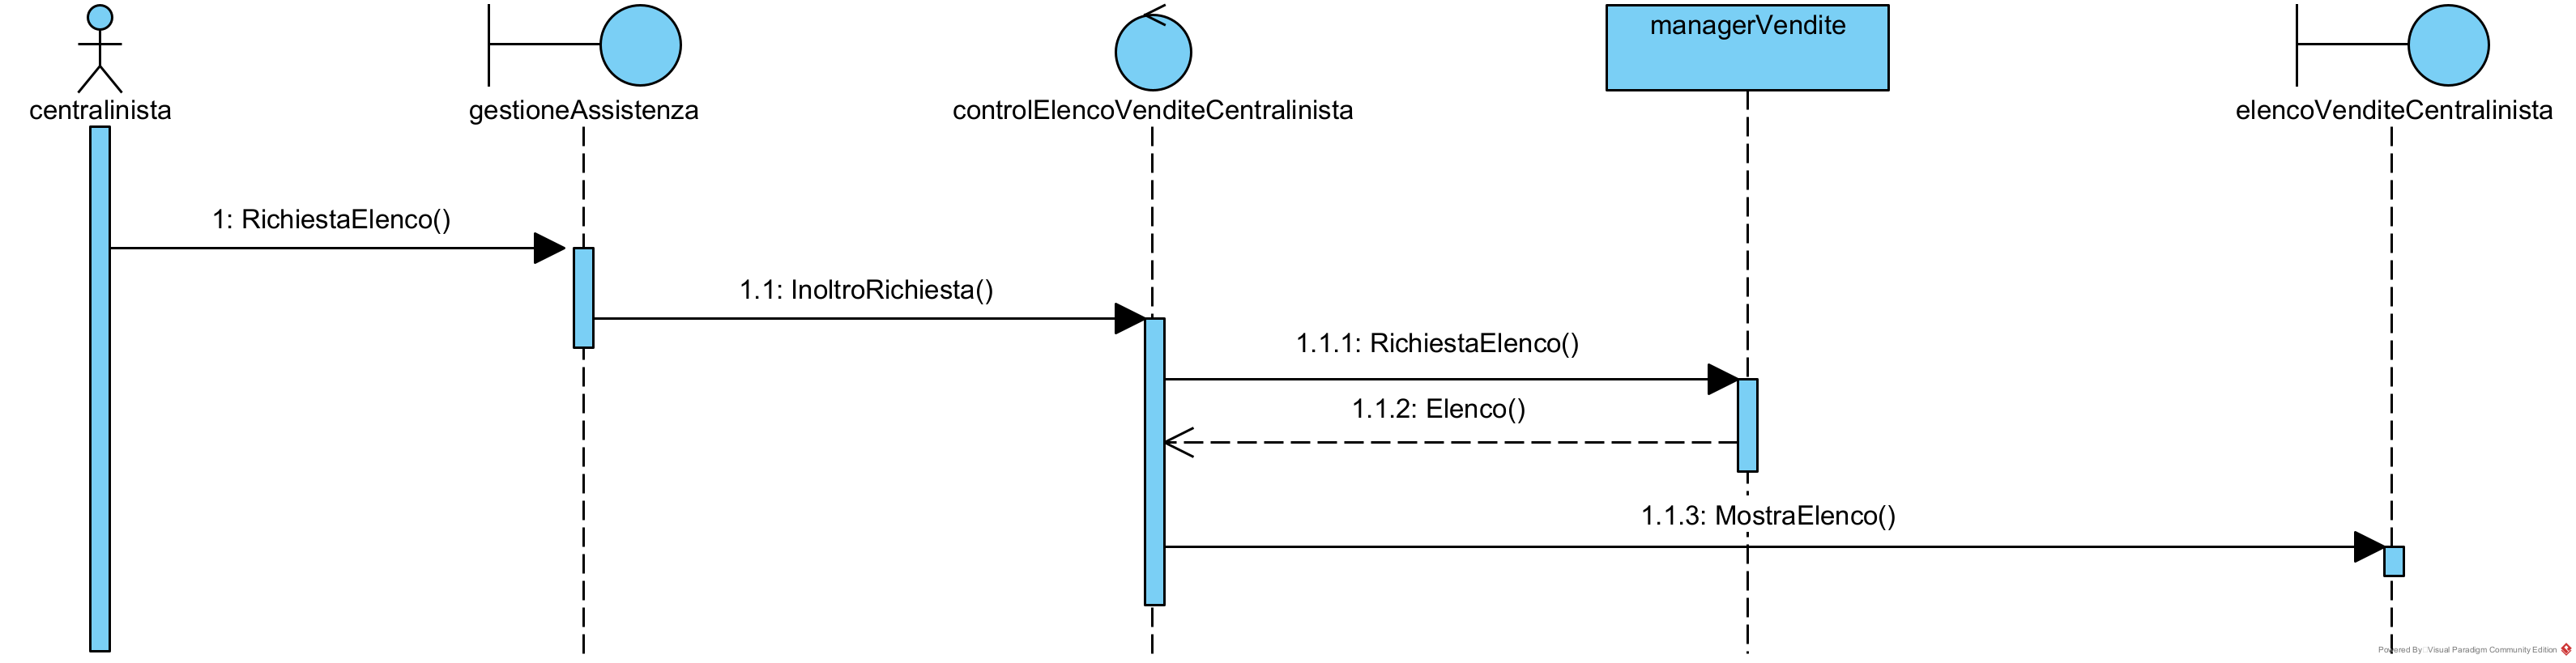 managerVendite
centralinista
gestioneAssistenza
controlElencoVenditeCentralinista
elencoVenditeCentralinista
1: RichiestaElenco()
1.1: InoltroRichiesta()
1.1.1: RichiestaElenco()
1.1.2: Elenco()
1.1.3: MostraElenco()
Powered By Visual Paradigm Community Edition